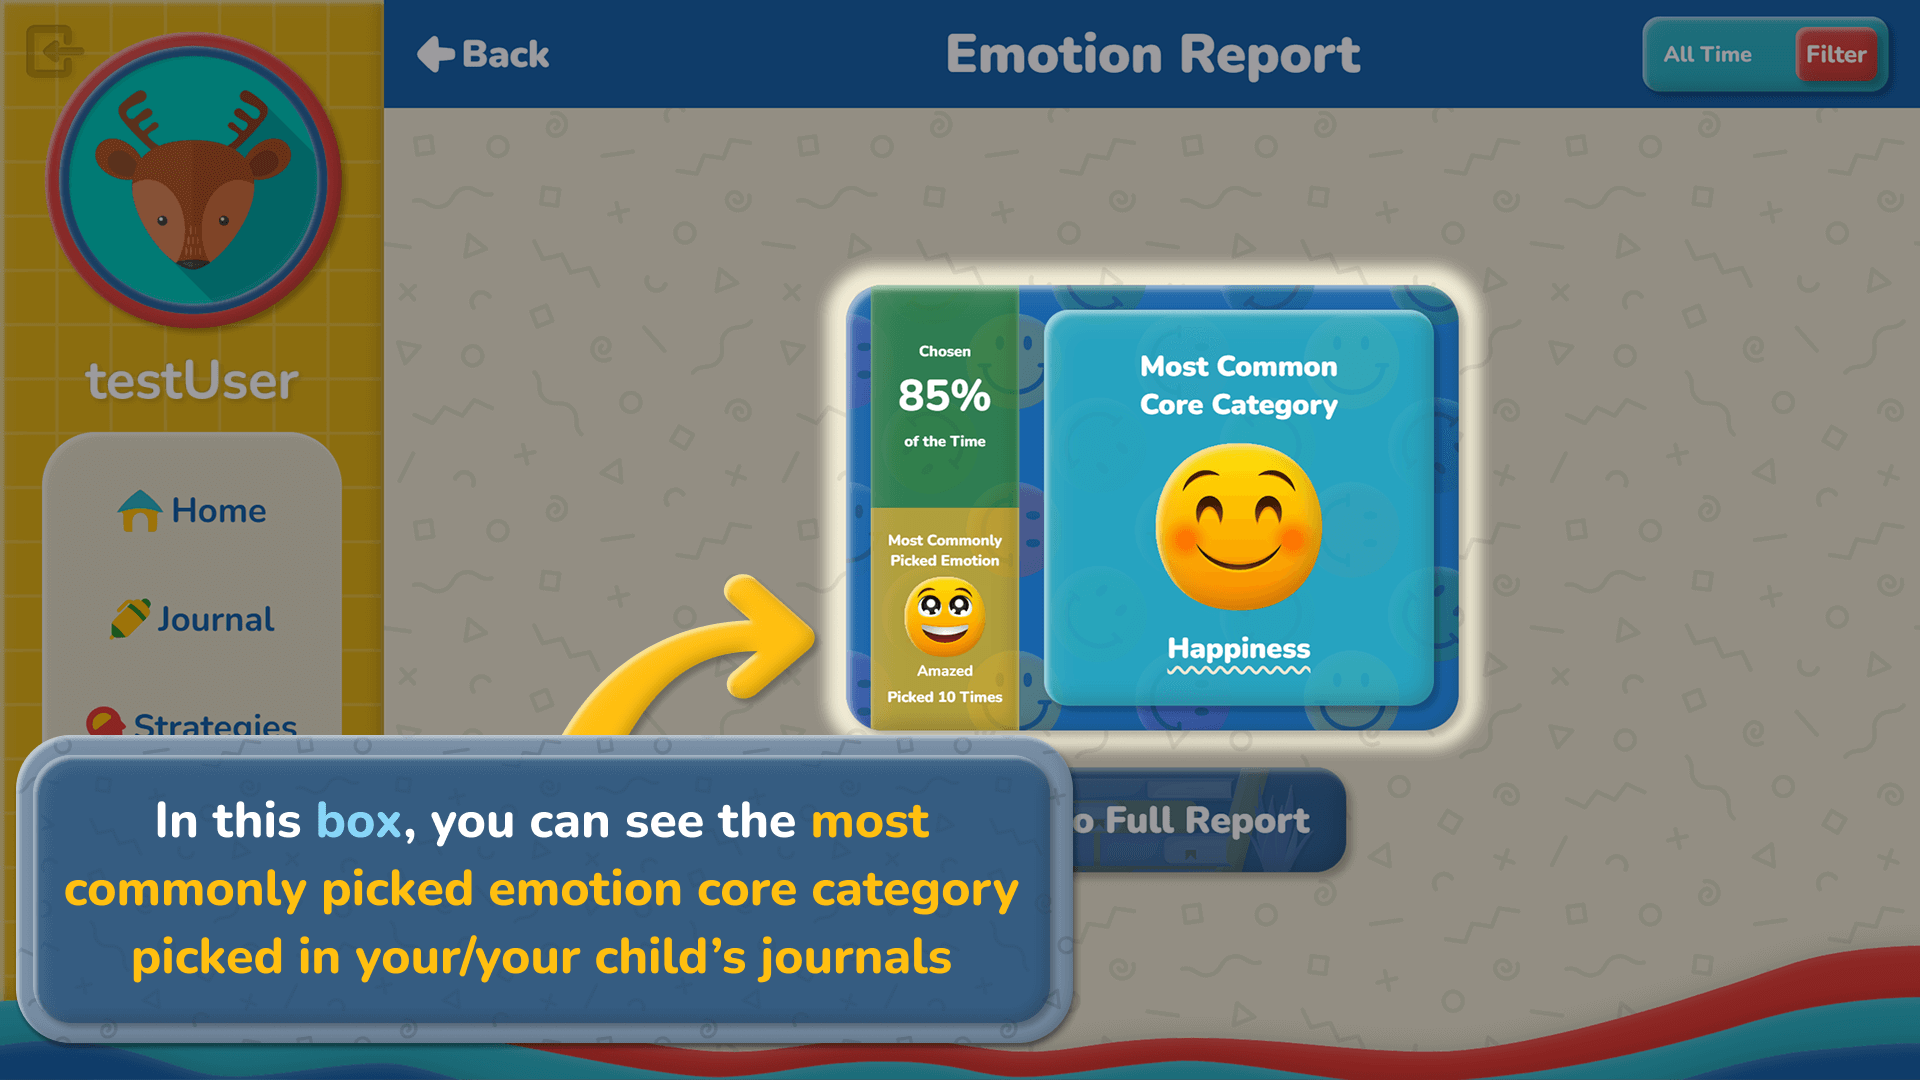 Back
Emotion Report
All Time
Filter
testUser
Home
Journal
Strategies
Chosen
85%
of the Time
Most Commonly
Picked Emotion
Amazed
Picked 10 Times
Most Common
Core Category
Happiness
o Full Report
In this box, you can see the most
commonly picked emotion core category
picked in your/your child’s journals